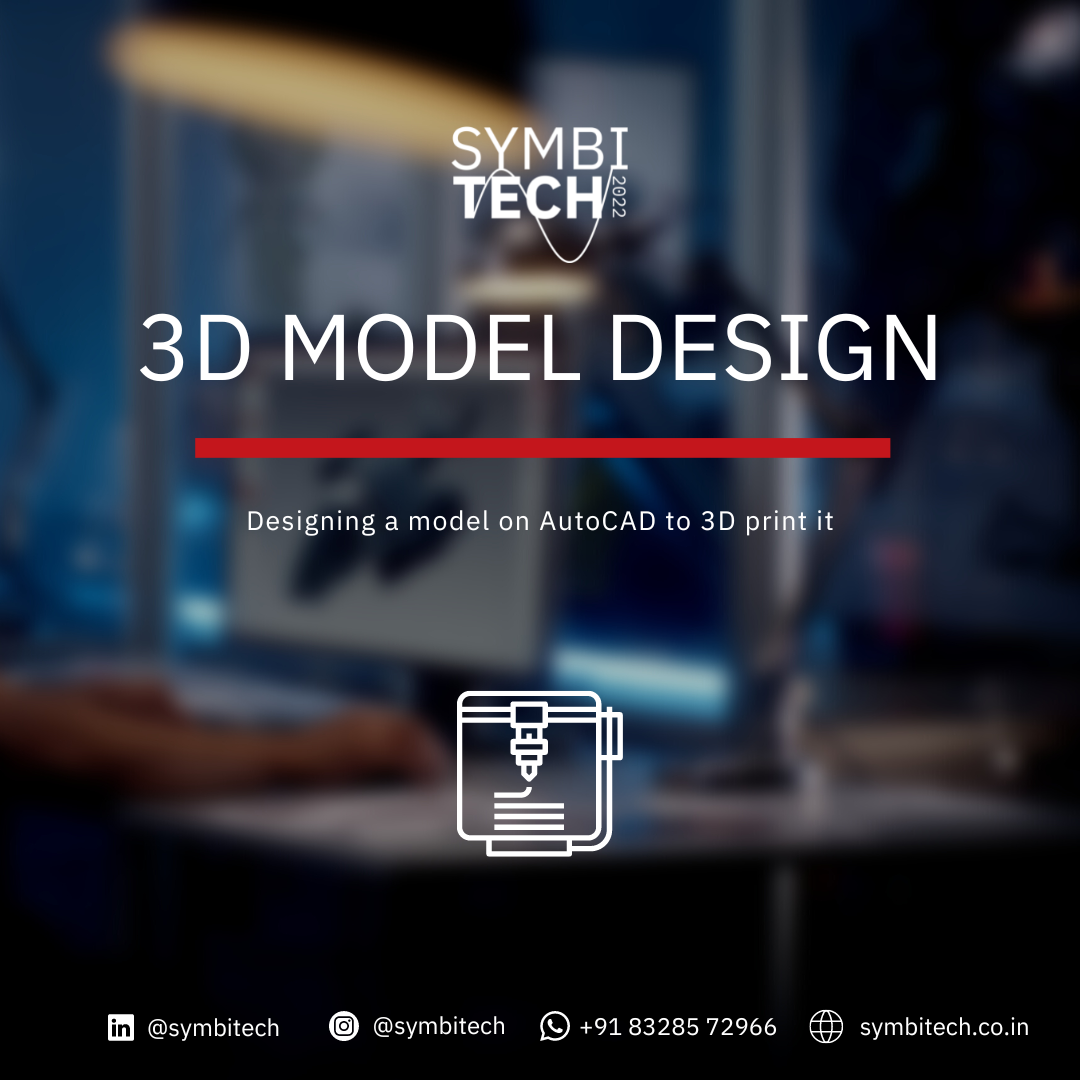 SYMBI
TECH 2022
3D MODEL DESIGN
Designing a model on AutoCAD to 3D print it
in @symbitech @symbitech +91 83285 72966 symbitech.co.in